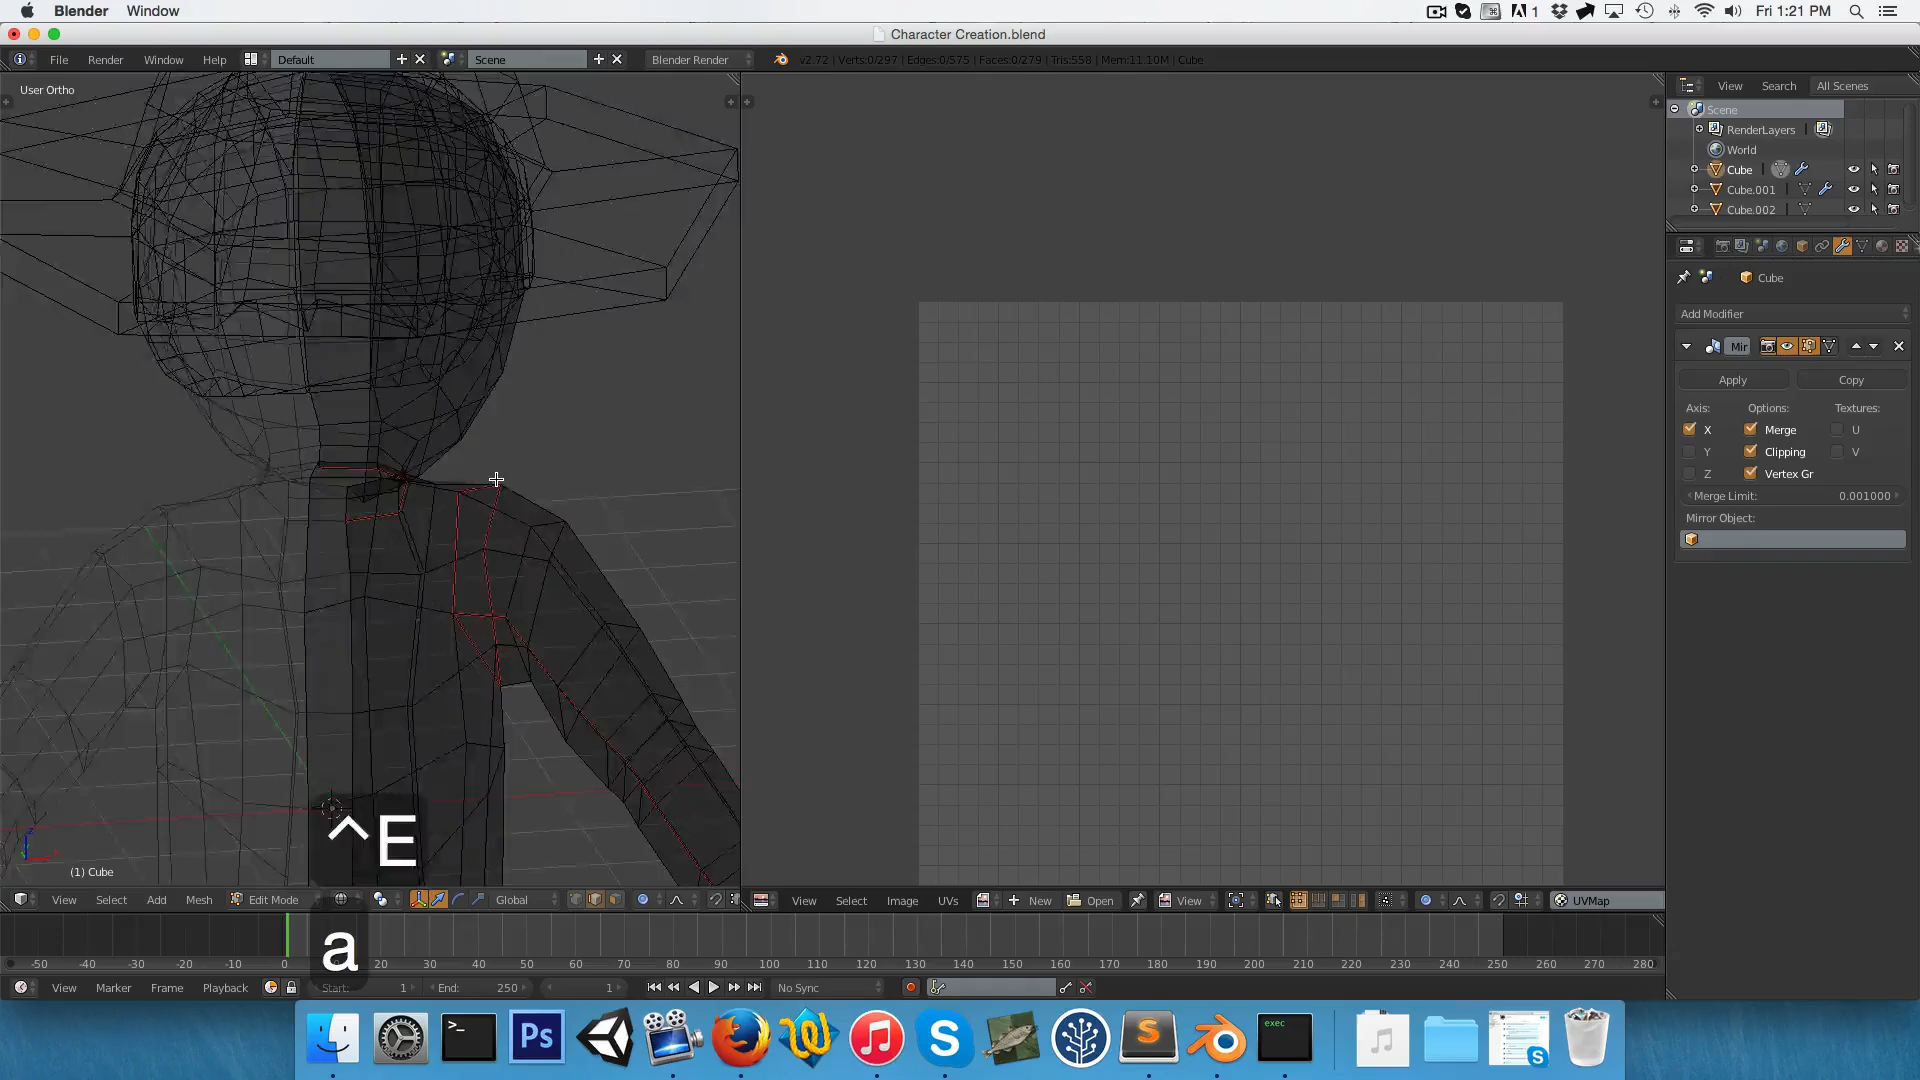 Blender Window Fri 1:21 PM
Character Creation.blend
File Render Window Help Default Scene Blender Render v2.72 | Verts:0/297 | Edges:0/575 | Faces:0/279 | Tris:558 | Mem:11.10M | Cube
User Ortho
View Search All Scenes
Scene
RenderLayers
World
Cube
Cube.001
Cube.002
Cube
Add Modifier
Mir
Apply Copy
Axis: Options: Textures:
X Merge U
Y Clipping V
Z Vertex Gr
Merge Limit: 0.001000
Mirror Object:
^E
(1) Cube
View Select Add Mesh Edit Mode Global
View Select Image UVs New Open View UVMap
a
-50 -40 -30 -20 -10 0 20 30 40 50 60 70 80 90 100 110 120 130 140 150 160 170 180 190 200 210 220 230 240 250 260 270 280
View Marker Frame Playback Start: 1 End: 250 1 No Sync
Ps
exec